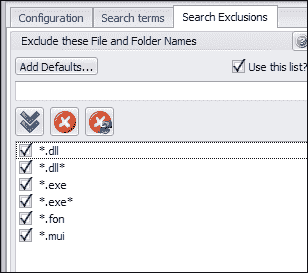 Configuration Search terms Search Exclusions
Exclude these File and Folder Names
Add Defaults... Use this list?
*.dll
*.dll*
*.exe
*.exe*
*.fon
*.mui